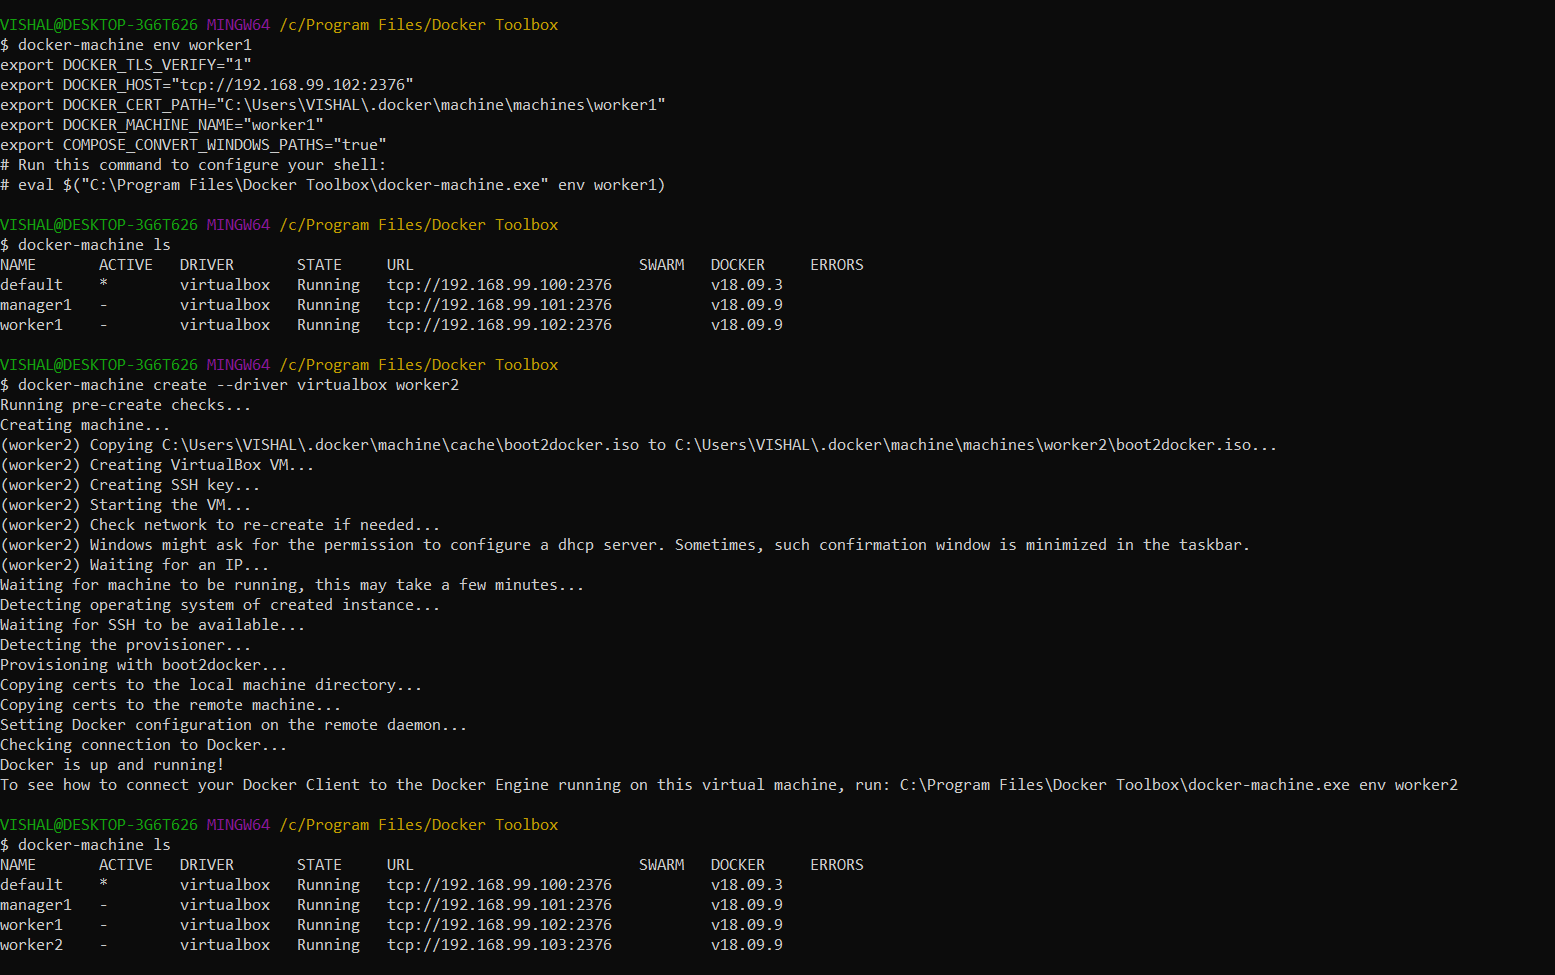 VISHAL@DESKTOP-3G6T626 MINGW64 /c/Program Files/Docker Toolbox
$ docker-machine env worker1
export DOCKER_TLS_VERIFY="1"
export DOCKER_HOST="tcp://192.168.99.102:2376"
export DOCKER_CERT_PATH="C:\Users\VISHAL\.docker\machine\machines\worker1"
export DOCKER_MACHINE_NAME="worker1"
export COMPOSE_CONVERT_WINDOWS_PATHS="true"
# Run this command to configure your shell:
# eval $("C:\Program Files\Docker Toolbox\docker-machine.exe" env worker1)
VISHAL@DESKTOP-3G6T626 MINGW64 /c/Program Files/Docker Toolbox
$ docker-machine ls
NAME       ACTIVE   DRIVER       STATE     URL                         SWARM   DOCKER     ERRORS
default    *        virtualbox   Running   tcp://192.168.99.100:2376           v18.09.3
manager1   -        virtualbox   Running   tcp://192.168.99.101:2376           v18.09.9
worker1    -        virtualbox   Running   tcp://192.168.99.102:2376           v18.09.9
VISHAL@DESKTOP-3G6T626 MINGW64 /c/Program Files/Docker Toolbox
$ docker-machine create --driver virtualbox worker2
Running pre-create checks...
Creating machine...
(worker2) Copying C:\Users\VISHAL\.docker\machine\cache\boot2docker.iso to C:\Users\VISHAL\.docker\machine\machines\worker2\boot2docker.iso...
(worker2) Creating VirtualBox VM...
(worker2) Creating SSH key...
(worker2) Starting the VM...
(worker2) Check network to re-create if needed...
(worker2) Windows might ask for the permission to configure a dhcp server. Sometimes, such confirmation window is minimized in the taskbar.
(worker2) Waiting for an IP...
Waiting for machine to be running, this may take a few minutes...
Detecting operating system of created instance...
Waiting for SSH to be available...
Detecting the provisioner...
Provisioning with boot2docker...
Copying certs to the local machine directory...
Copying certs to the remote machine...
Setting Docker configuration on the remote daemon...
Checking connection to Docker...
Docker is up and running!
To see how to connect your Docker Client to the Docker Engine running on this virtual machine, run: C:\Program Files\Docker Toolbox\docker-machine.exe env worker2
VISHAL@DESKTOP-3G6T626 MINGW64 /c/Program Files/Docker Toolbox
$ docker-machine ls
NAME       ACTIVE   DRIVER       STATE     URL                         SWARM   DOCKER     ERRORS
default    *        virtualbox   Running   tcp://192.168.99.100:2376           v18.09.3
manager1   -        virtualbox   Running   tcp://192.168.99.101:2376           v18.09.9
worker1    -        virtualbox   Running   tcp://192.168.99.102:2376           v18.09.9
worker2    -        virtualbox   Running   tcp://192.168.99.103:2376           v18.09.9